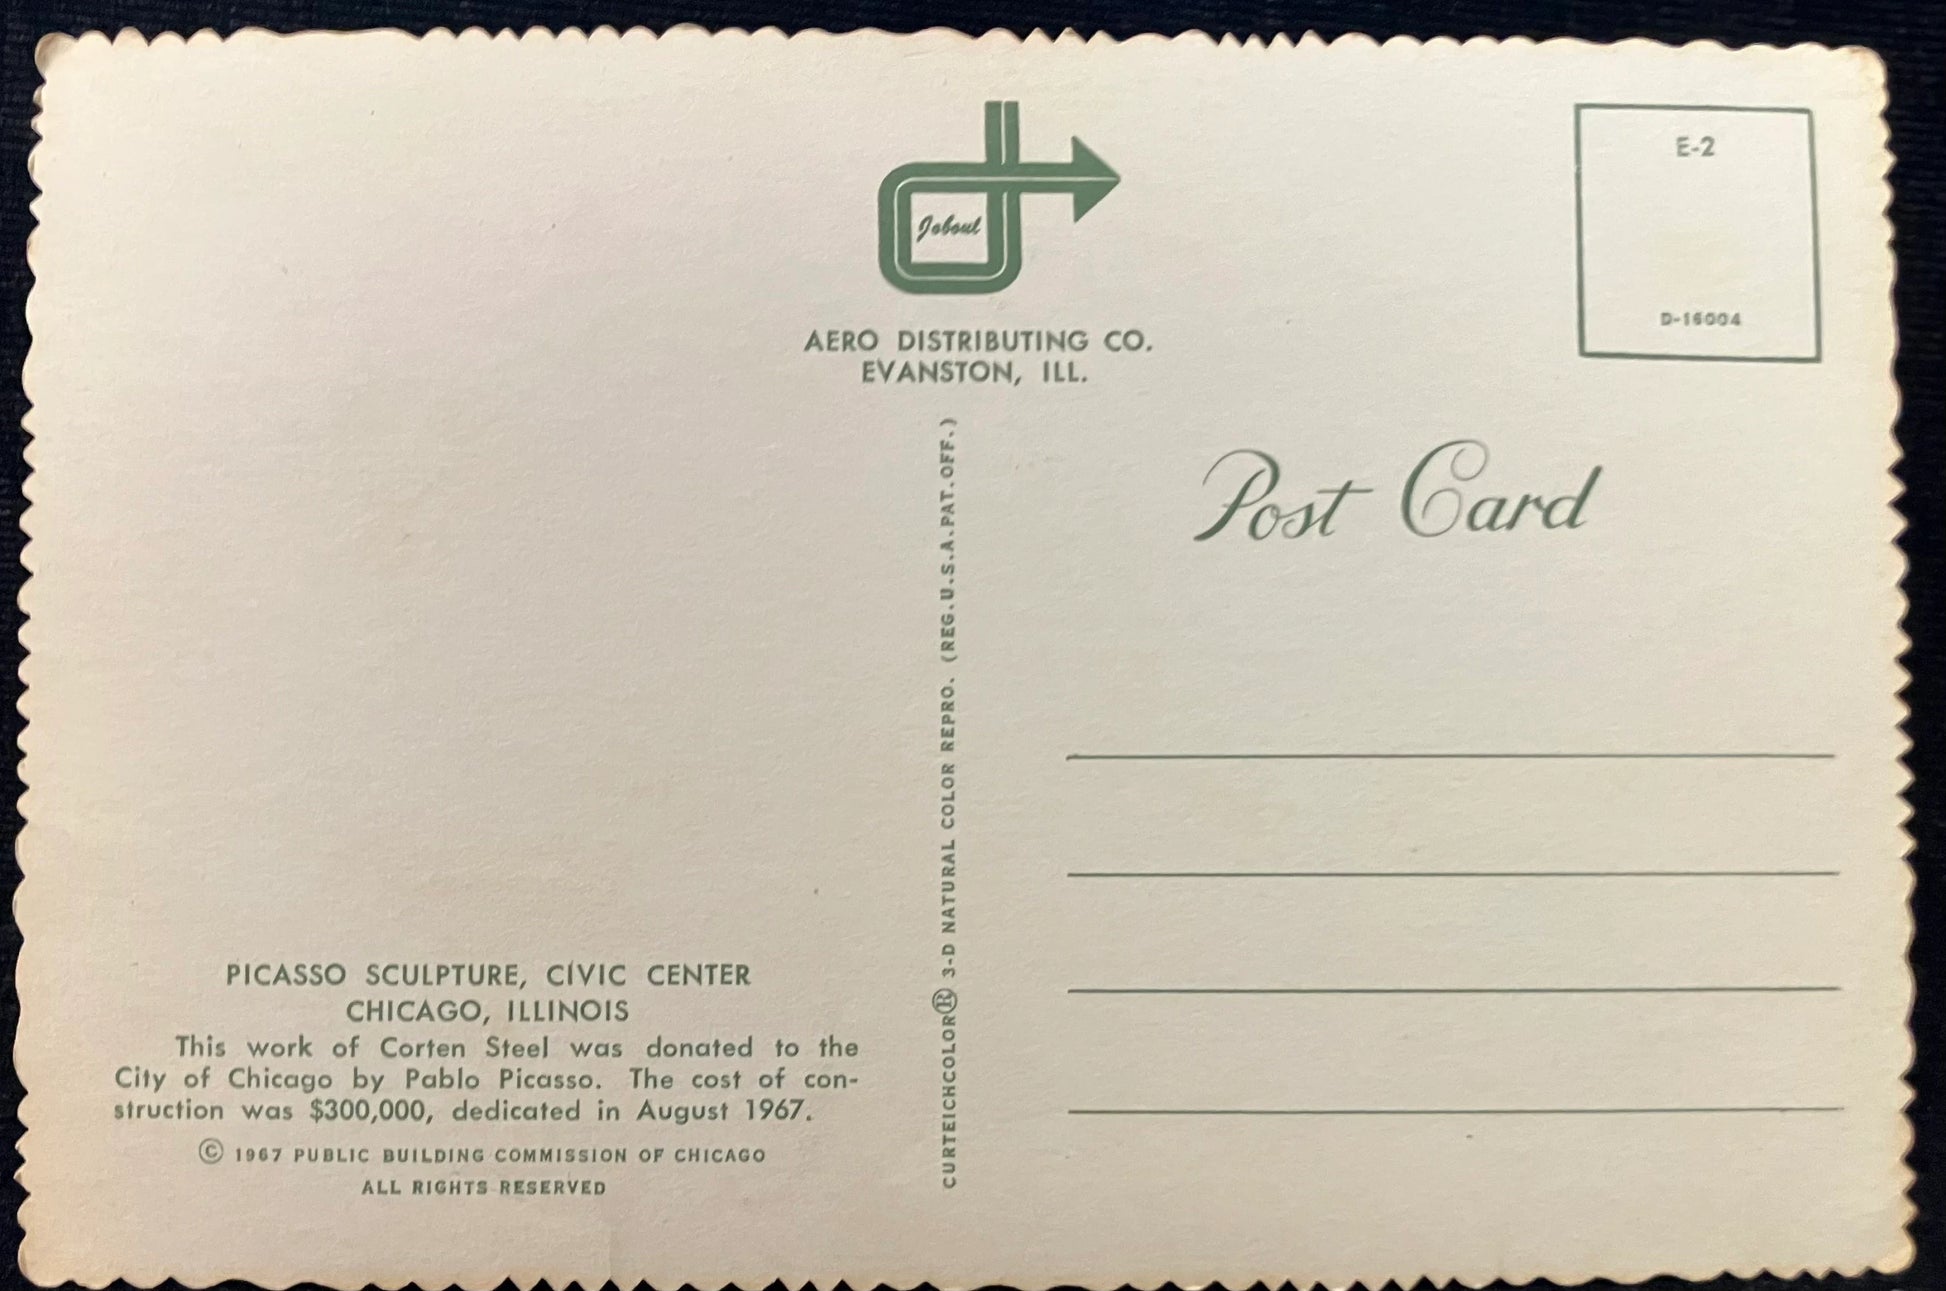 Joboul
AERO DISTRIBUTING CO.
EVANSTON, ILL.
E-2
D-16004
Post Card
CURTEICHCOLOR® 3-D NATURAL COLOR REPRO. (REG.U.S.A.PAT.OFF.)
PICASSO SCULPTURE, CIVIC CENTER
CHICAGO, ILLINOIS
This work of Corten Steel was donated to the
City of Chicago by Pablo Picasso. The cost of con-
struction was $300,000, dedicated in August 1967.
© 1967 PUBLIC BUILDING COMMISSION OF CHICAGO
ALL RIGHTS RESERVED